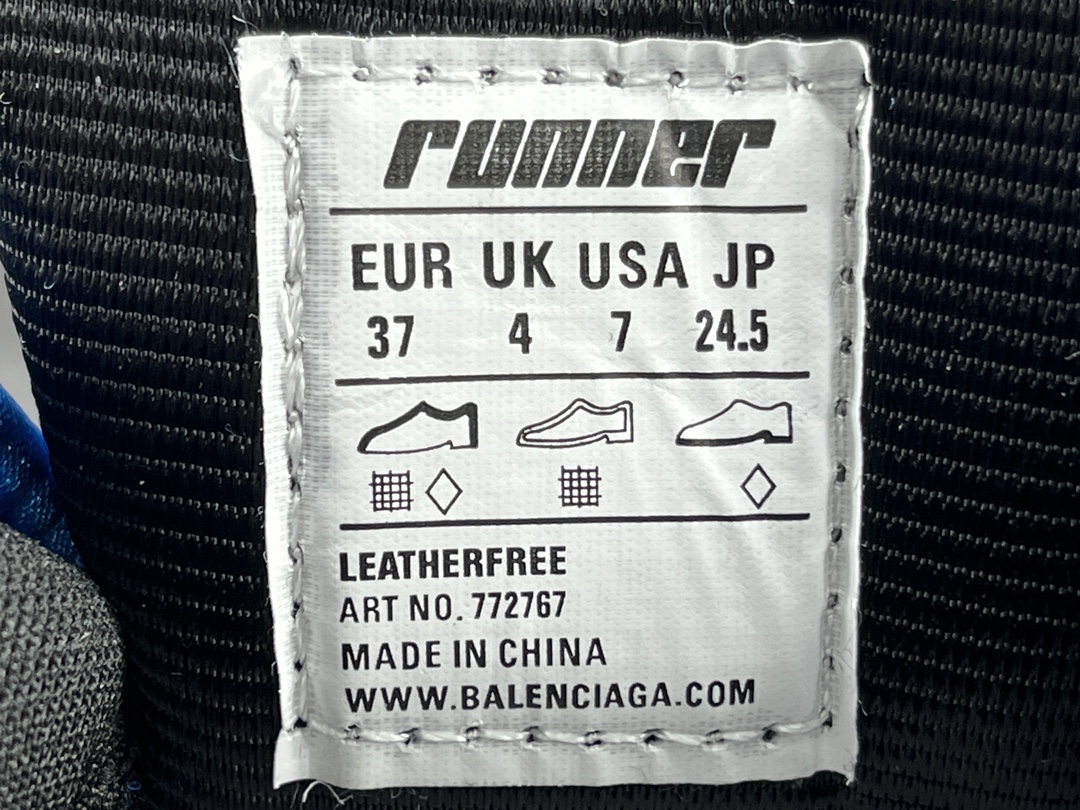 runner
EUR UK USA JP
37 4 7 24.5
LEATHERFREE
ART NO. 772767
MADE IN CHINA
WWW.BALENCIAGA.COM